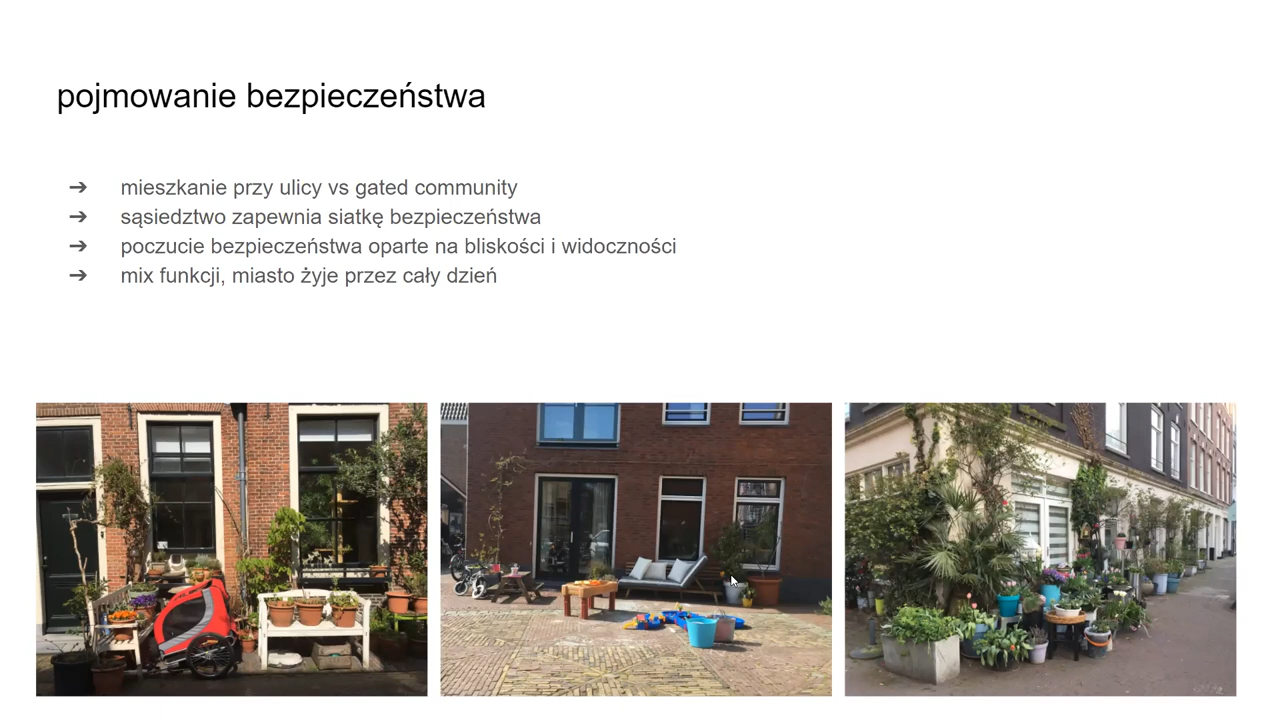 pojmowanie bezpieczeństwa
➔ mieszkanie przy ulicy vs gated community
➔ sąsiedztwo zapewnia siatkę bezpieczeństwa
➔ poczucie bezpieczeństwa oparte na bliskości i widoczności
➔ mix funkcji, miasto żyje przez cały dzień